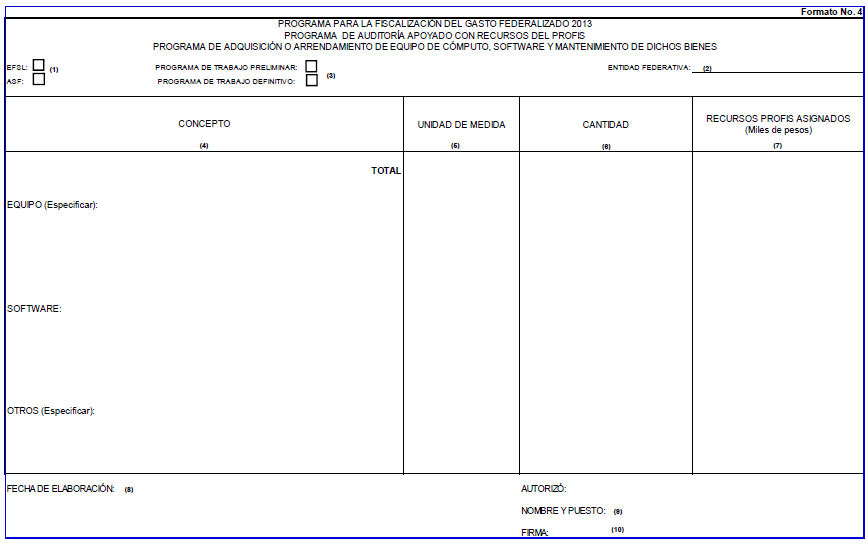 Formato No. 4
PROGRAMA PARA LA FISCALIZACIÓN DEL GASTO FEDERALIZADO 2013
PROGRAMA DE AUDITORÍA APOYADO CON RECURSOS DEL PROFIS
PROGRAMA DE ADQUISICIÓN O ARRENDAMIENTO DE EQUIPO DE CÓMPUTO, SOFTWARE Y MANTENIMIENTO DE DICHOS BIENES
EFSL: (1) PROGRAMA DE TRABAJO PRELIMINAR: (3) ENTIDAD FEDERATIVA: (2)
ASF: PROGRAMA DE TRABAJO DEFINITIVO:
CONCEPTO UNIDAD DE MEDIDA CANTIDAD RECURSOS PROFIS ASIGNADOS
(Miles de pesos)
(4) (5) (6) (7)
TOTAL
EQUIPO (Especificar):
SOFTWARE:
OTROS (Especificar):
FECHA DE ELABORACIÓN: (8) AUTORIZÓ:
NOMBRE Y PUESTO: (9)
FIRMA: (10)